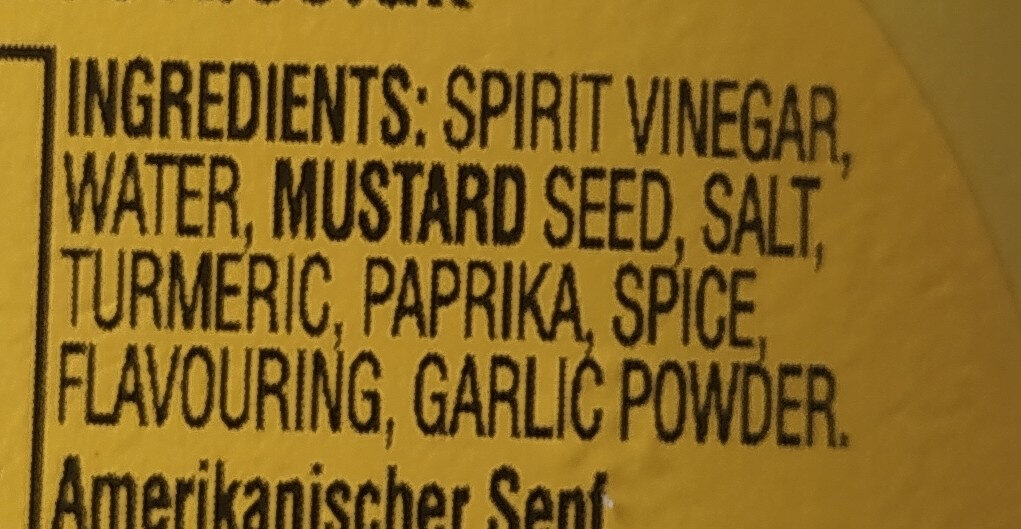 INGREDIENTS: SPIRIT VINEGAR,
WATER, MUSTARD SEED, SALT,
TURMERIC, PAPRIKA, SPICE,
FLAVOURING, GARLIC POWDER.
Amerikanischer Senf